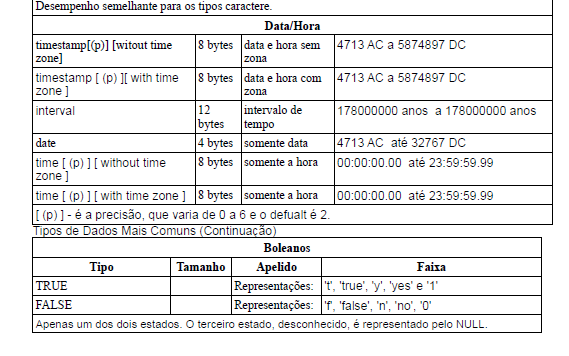 Desempenho semelhante para os tipos caractere.
Data/Hora
timestamp[(p)] [witout time zone] 8 bytes data e hora sem zona 4713 AC a 5874897 DC
timestamp [ (p) ][ with time zone ] 8 bytes data e hora com zona 4713 AC a 5874897 DC
interval 12 bytes intervalo de tempo 178000000 anos a 178000000 anos
date 4 bytes somente data 4713 AC até 32767 DC
time [ (p) ] [ without time zone ] 8 bytes somente a hora 00:00:00.00 até 23:59:59.99
time [ (p) ] [ with time zone ] 8 bytes somente a hora 00:00:00.00 até 23:59:59.99
[ (p) ] - é a precisão, que varia de 0 a 6 e o defualt é 2.
Tipos de Dados Mais Comuns (Continuação)
Boleanos
Tipo Tamanho Apelido Faixa
TRUE Representações: 't', 'true', 'y', 'yes' e '1'
FALSE Representações: 'f', 'false', 'n', 'no', '0'
Apenas um dos dois estados. O terceiro estado, desconhecido, é representado pelo NULL.